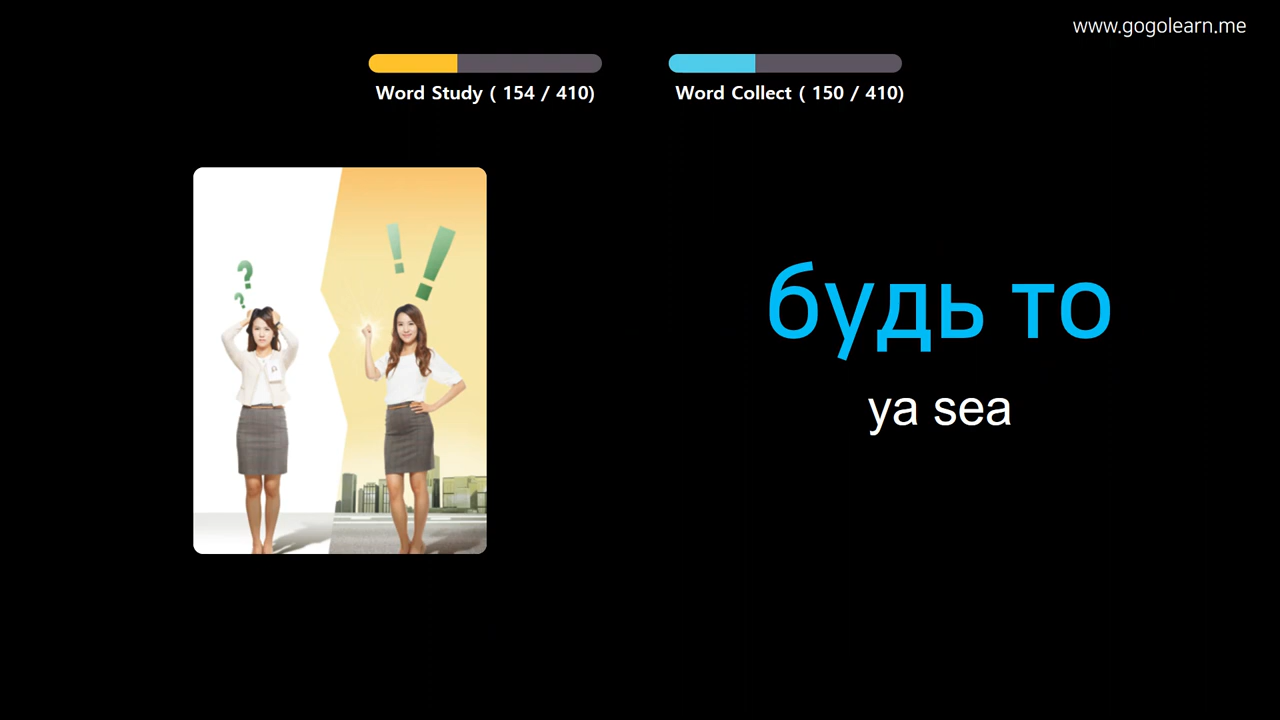 www.gogolearn.me
Word Study ( 154 / 410)
Word Collect ( 150 / 410)
? ?
! !
будь то
ya sea